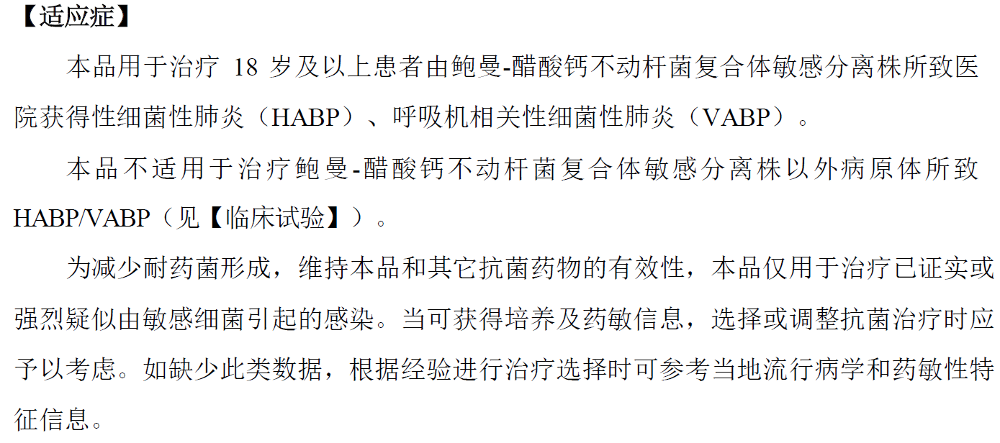 【适应症】
本品用于治疗 18 岁及以上患者由鲍曼-醋酸钙不动杆菌复合体敏感分离株所致医
院获得性细菌性肺炎（HABP）、呼吸机相关性细菌性肺炎（VABP）。
本品不适用于治疗鲍曼-醋酸钙不动杆菌复合体敏感分离株以外病原体所致
HABP/VABP（见【临床试验】）。
为减少耐药菌形成，维持本品和其它抗菌药物的有效性，本品仅用于治疗已证实或
强烈疑似由敏感细菌引起的感染。当可获得培养及药敏信息，选择或调整抗菌治疗时应
予以考虑。如缺少此类数据，根据经验进行治疗选择时可参考当地流行病学和药敏性特
征信息。